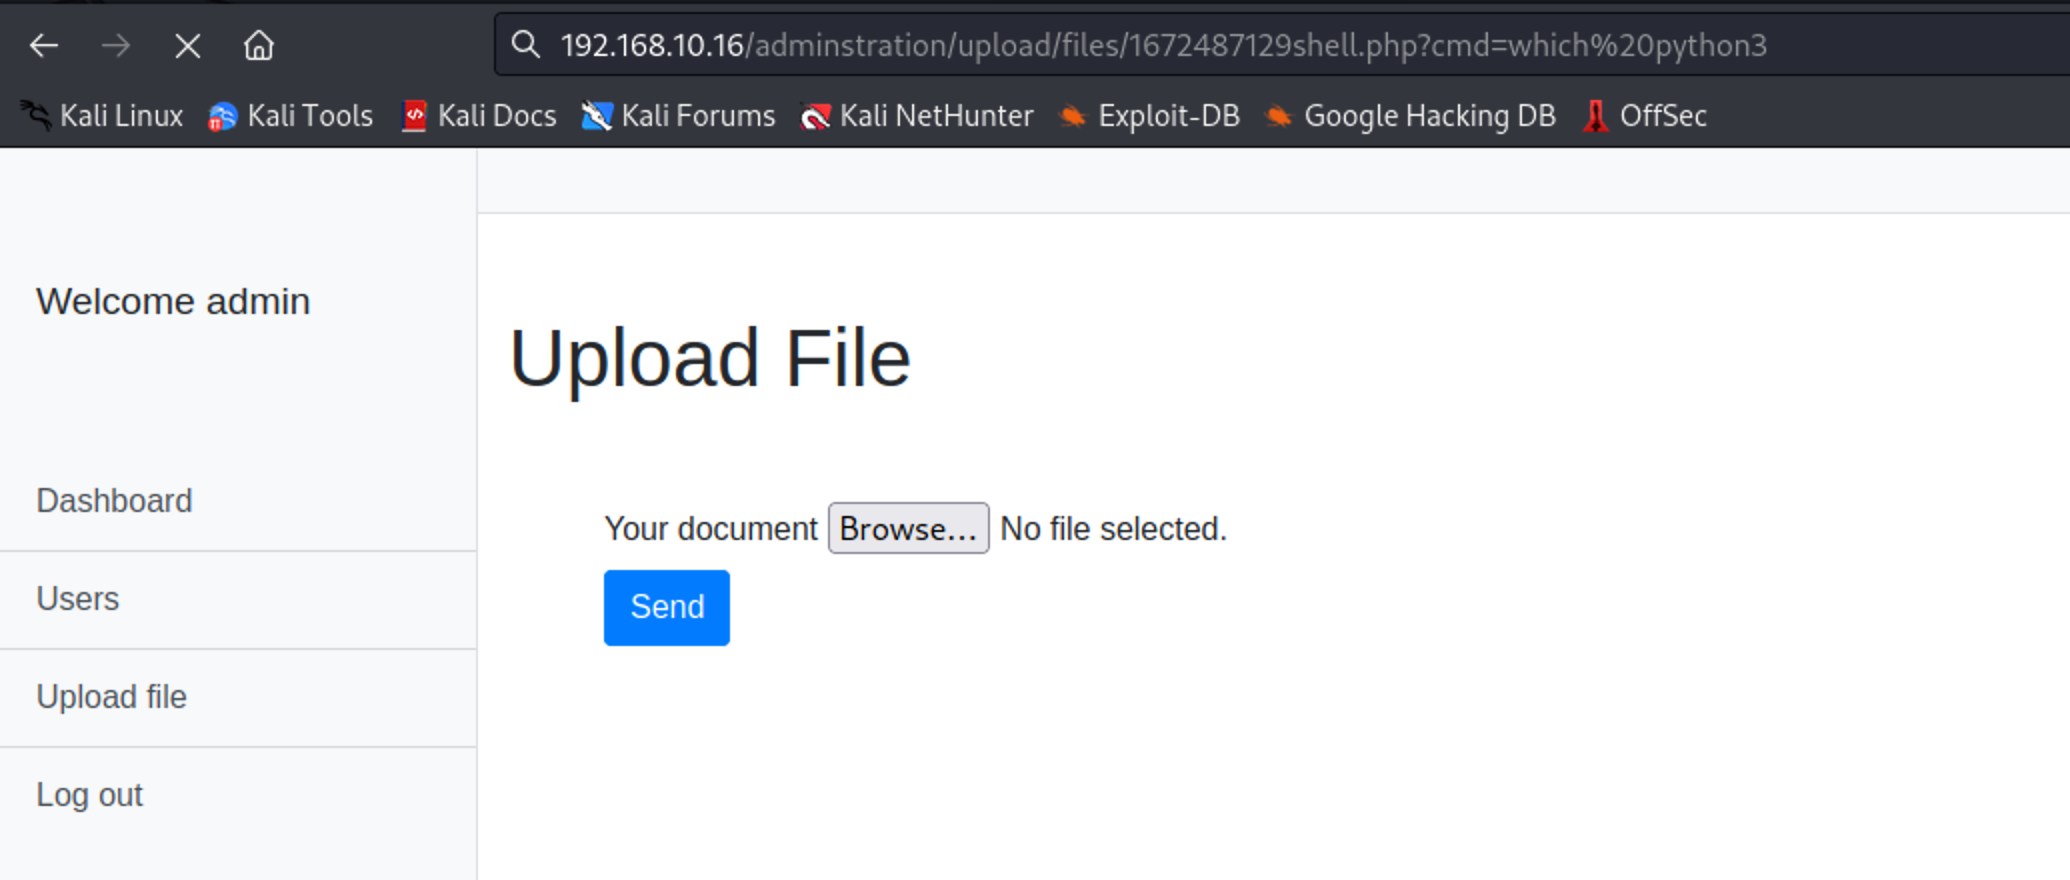 192.168.10.16/adminstration/upload/files/1672487129shell.php?cmd=which%20python3
Kali Linux Kali Tools Kali Docs Kali Forums Kali NetHunter Exploit-DB Google Hacking DB OffSec
Welcome admin
Upload File
Dashboard
Your document Browse... No file selected.
Users
Send
Upload file
Log out